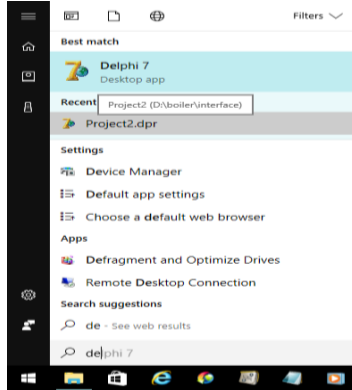 Filters
Best match
Delphi 7
Desktop app
Recent
Project2 (D:\boiler\interface)
Project2.dpr
Settings
Device Manager
Default app settings
Choose a default web browser
Apps
Defragment and Optimize Drives
Remote Desktop Connection
Search suggestions
de - See web results
delphi 7